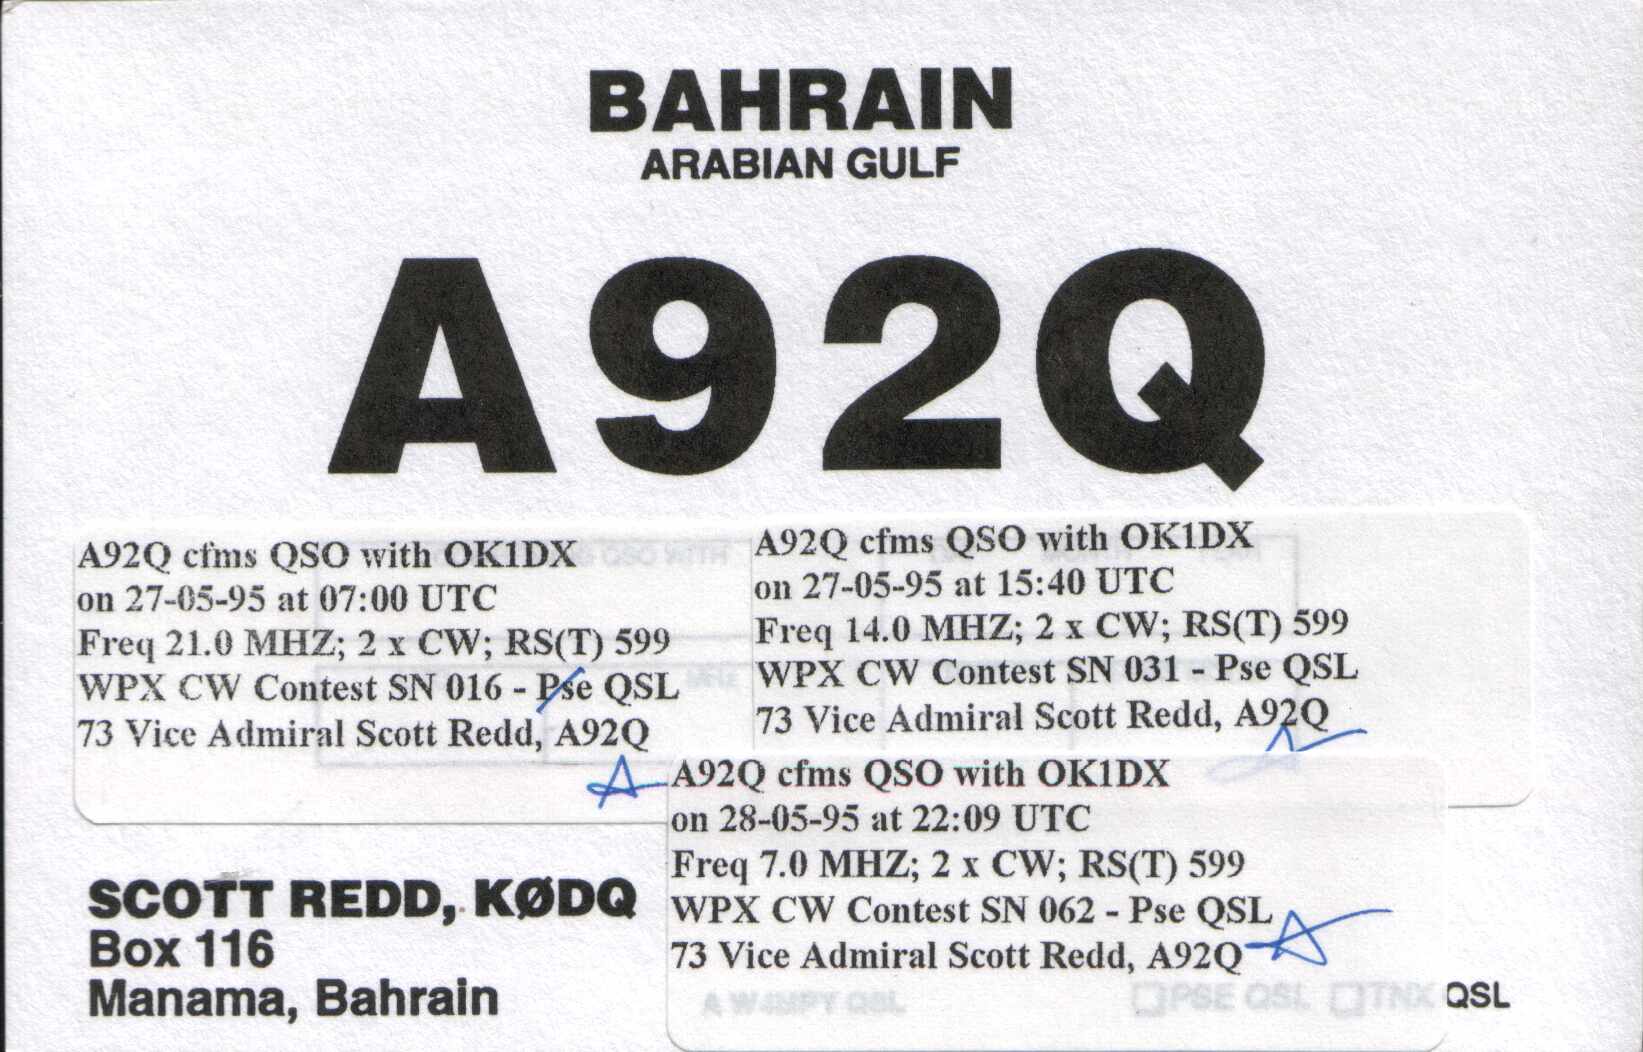 BAHRAIN
ARABIAN GULF
A92Q
A92Q cfms QSO with OK1DX
on 27-05-95 at 07:00 UTC
Freq 21.0 MHZ; 2 x CW; RS(T) 599
WPX CW Contest SN 016 - Pse QSL
73 Vice Admiral Scott Redd, A92Q
A92Q cfms QSO with OK1DX
on 27-05-95 at 15:40 UTC
Freq 14.0 MHZ; 2 x CW; RS(T) 599
WPX CW Contest SN 031 - Pse QSL
73 Vice Admiral Scott Redd, A92Q
A92Q cfms QSO with OK1DX
on 28-05-95 at 22:09 UTC
Freq 7.0 MHZ; 2 x CW; RS(T) 599
WPX CW Contest SN 062 - Pse QSL
73 Vice Admiral Scott Redd, A92Q
SCOTT REDD, KØDQ
Box 116
Manama, Bahrain
A W4MPY QSL
PSE QSL TNX QSL